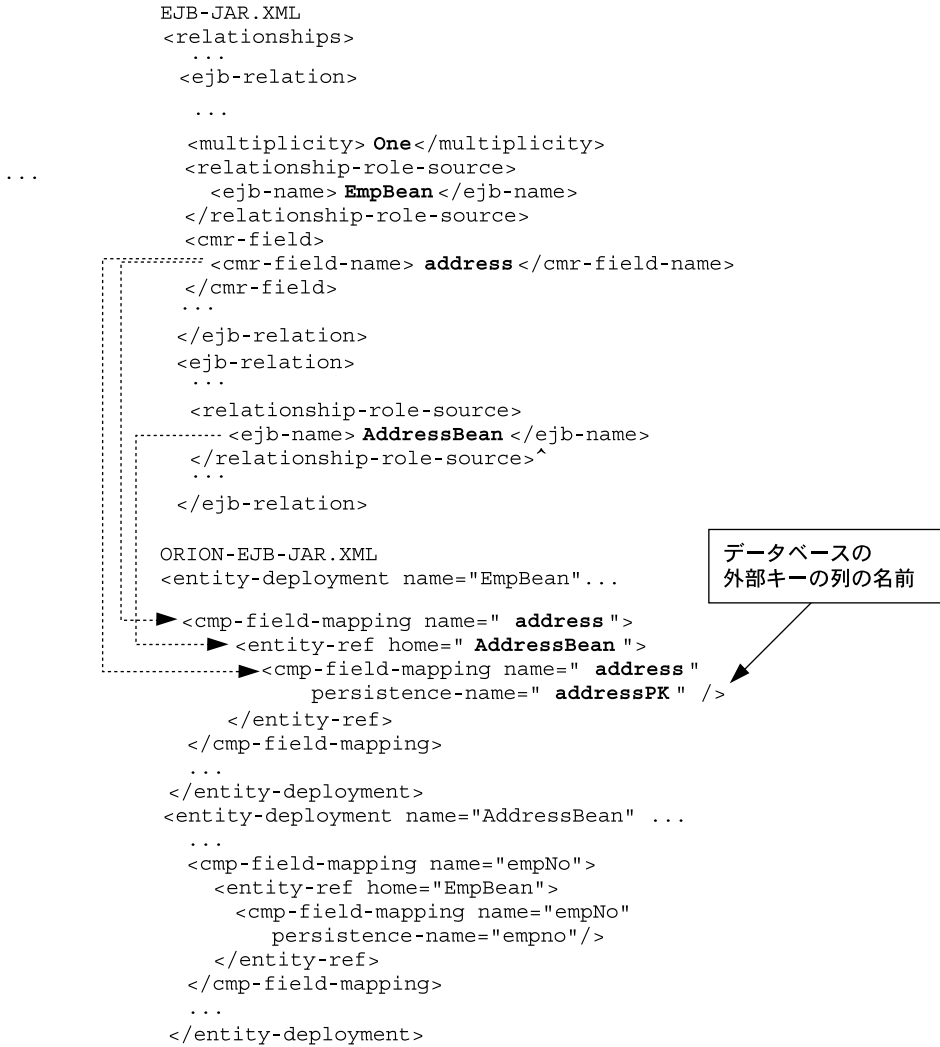 EJB-JAR.XML
<relationships>
...
<ejb-relation>
...
<multiplicity> One</multiplicity>
...
<relationship-role-source>
<ejb-name> EmpBean </ejb-name>
</relationship-role-source>
<cmr-field>
<cmr-field-name> address </cmr-field-name>
</cmr-field>
...
</ejb-relation>
<ejb-relation>
...
<relationship-role-source>
<ejb-name> AddressBean </ejb-name>
</relationship-role-source>^
...
</ejb-relation>
ORION-EJB-JAR.XML
<entity-deployment name="EmpBean"...
データベースの
外部キーの列の名前
<cmp-field-mapping name=" address ">
<entity-ref home=" AddressBean ">
<cmp-field-mapping name=" address "
persistence-name=" addressPK " />
</entity-ref>
</cmp-field-mapping>
...
</entity-deployment>
<entity-deployment name="AddressBean" ...
...
<cmp-field-mapping name="empNo">
<entity-ref home="EmpBean">
<cmp-field-mapping name="empNo"
persistence-name="empno"/>
</entity-ref>
</cmp-field-mapping>
...
</entity-deployment>